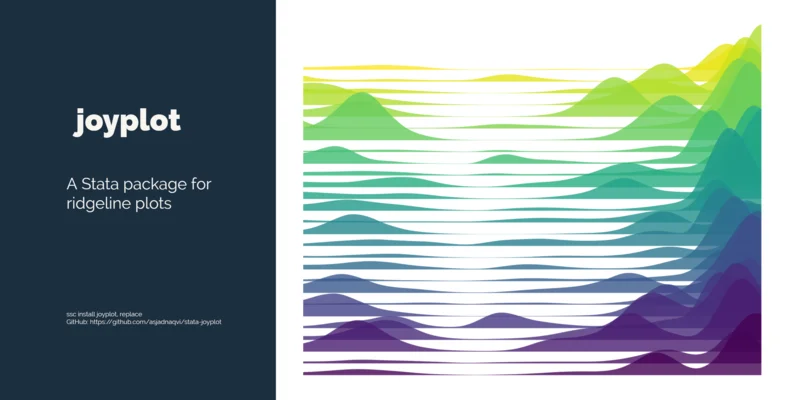 joyplot
A Stata package for
ridgeline plots
ssc install joyplot, replace
GitHub: https://github.com/asjadnaqvi/stata-joyplot